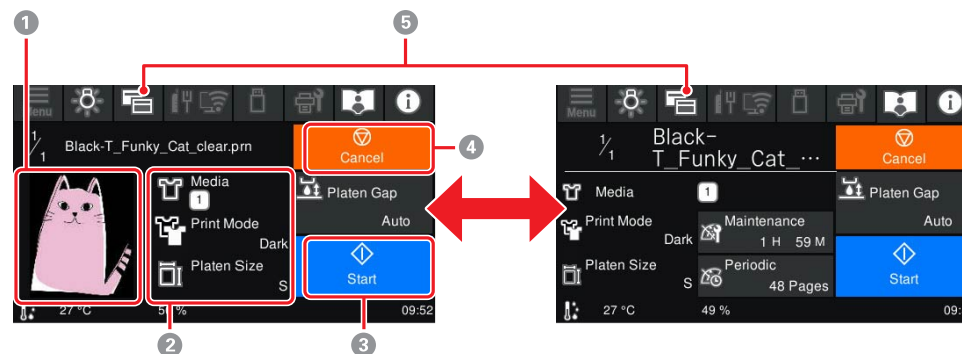 1
5
Menu
1/1
Black-T_Funky_Cat_clear.prn
Cancel
4
Media
1
Platen Gap
Auto
Print Mode
Dark
Platen Size
S
Start
27 °C
50 %
09:52
2
3
Menu
1/1
Black-
T_Funky_Cat_…
Cancel
Media
1
Platen Gap
Auto
Print Mode
Dark
Maintenance
1 H 59 M
Platen Size
S
Periodic
48 Pages
Start
27 °C
49 %
09: